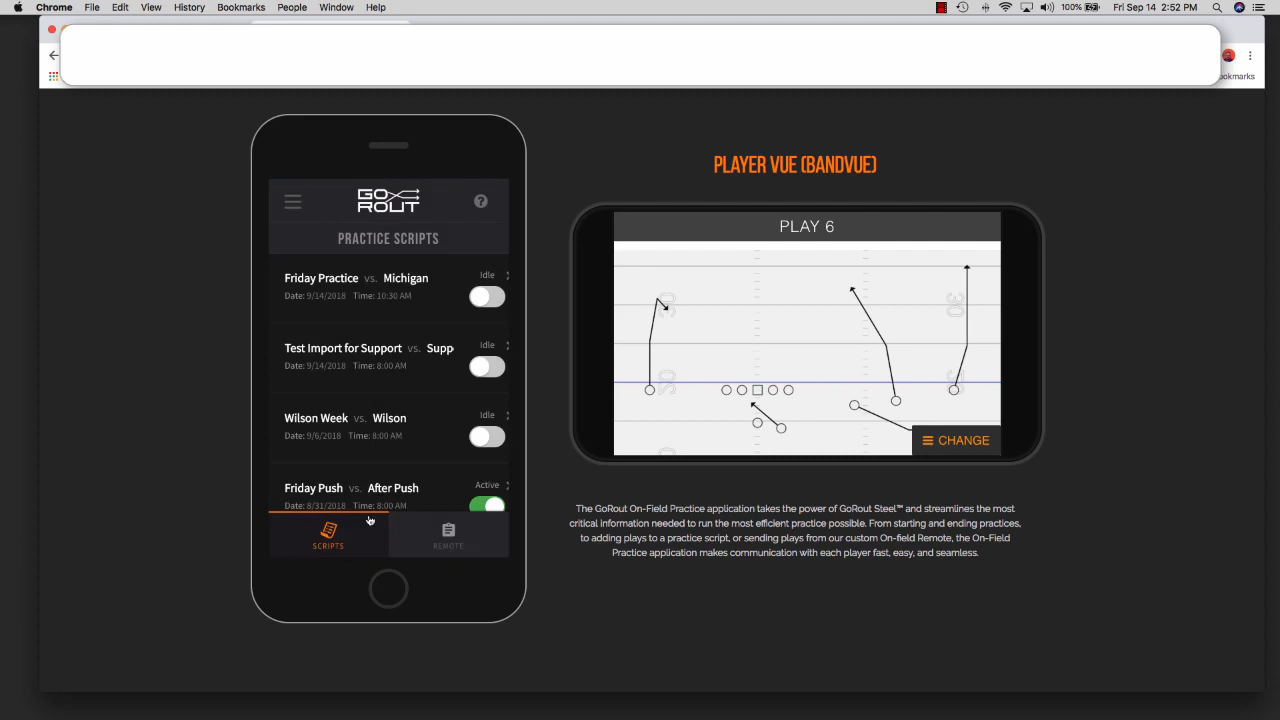 Chrome File Edit View History Bookmarks People Window Help 100% Fri Sep 14 2:52 PM
ookmarks
GO
ROUT
?
PRACTICE SCRIPTS
Friday Practice vs. Michigan Idle
Date: 9/14/2018 Time: 10:30 AM
Test Import for Support vs. Supp Idle
Date: 9/14/2018 Time: 8:00 AM
Wilson Week vs. Wilson Idle
Date: 9/6/2018 Time: 8:00 AM
Friday Push vs. After Push Active
Date: 8/31/2018 Time: 8:00 AM
SCRIPTS REMOTE
PLAYER VUE (BANDVUE)
PLAY 6
CHANGE
The GoRout On-Field Practice application takes the power of GoRout Steel™ and streamlines the most
critical information needed to run the most efficient practice possible. From starting and ending practices,
to adding plays to a practice script, or sending plays from our custom On-field Remote, the On-Field
Practice application makes communication with each player fast, easy, and seamless.